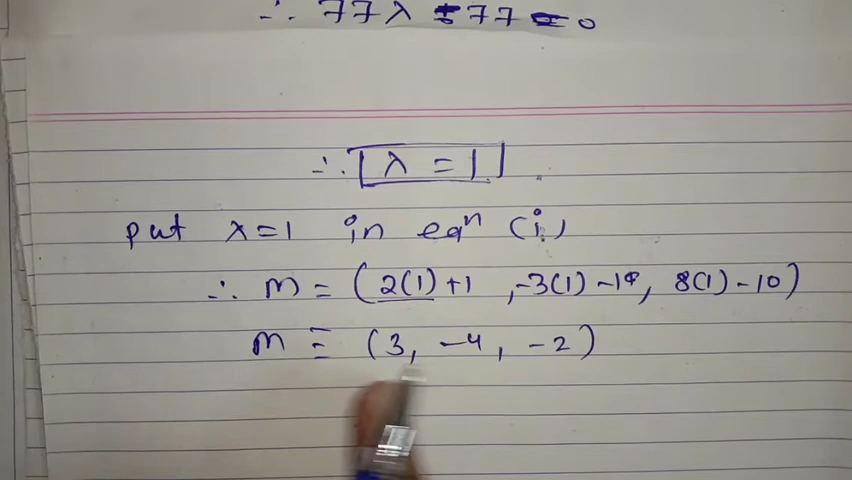 ∴ 77λ - 77 = 0
∴ λ = 1
put λ=1 in eqⁿ (i)
∴ m = (2(1)+1 ,-3(1)-1, 8(1)-10)
m ≡ (3, -4, -2)